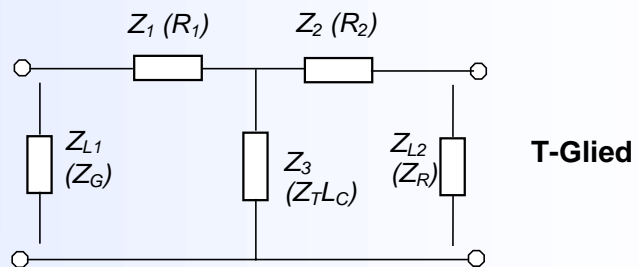 Z1 (R1)
Z2 (R2)
ZL1
(ZG)
Z3
(ZTLC)
ZL2
(ZR)
T-Glied